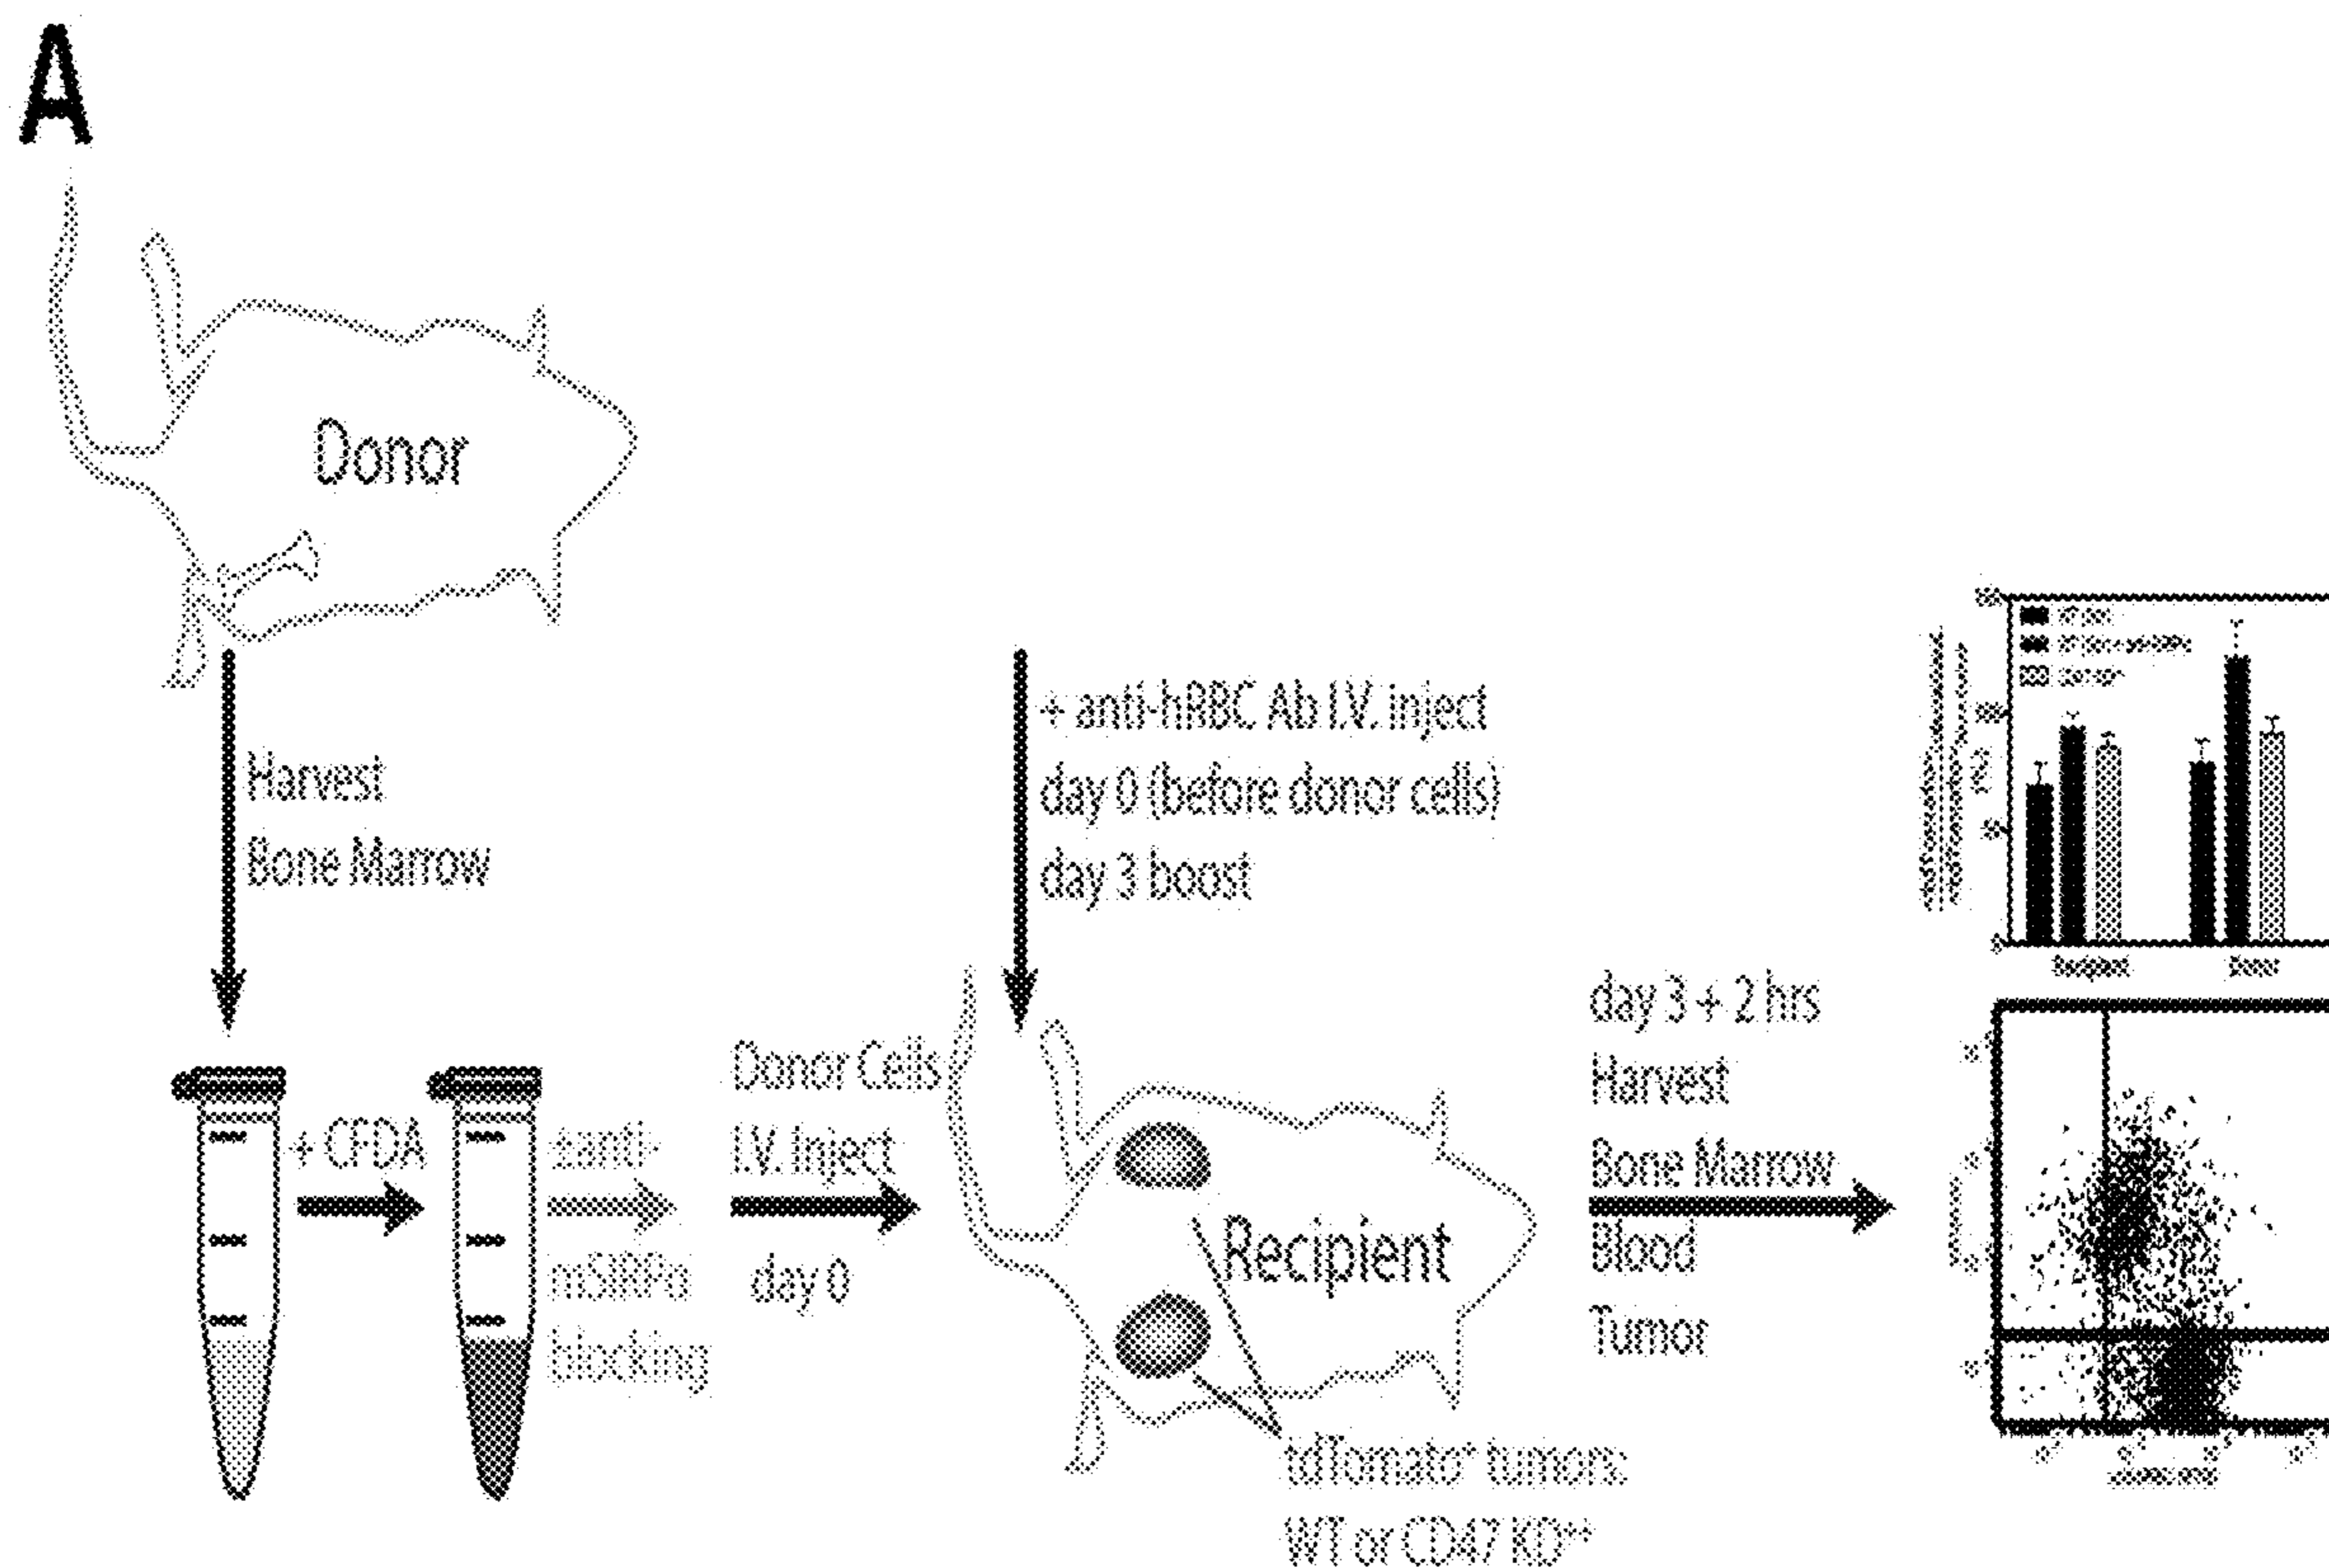 A
Donor
Harvest
Bone Marrow
+ anti-hRBC Ab I.V. inject
day 0 (before donor cells)
day 3 boost
+ CFDA
±anti-
mSIRPα
blocking
Donor Cells
I.V. inject
day 0
Recipient
tdTomato⁺ tumors:
WT or CD47 KD
day 3 + 2 hrs
Harvest
Bone Marrow
Blood
Tumor
Recipient
Donor